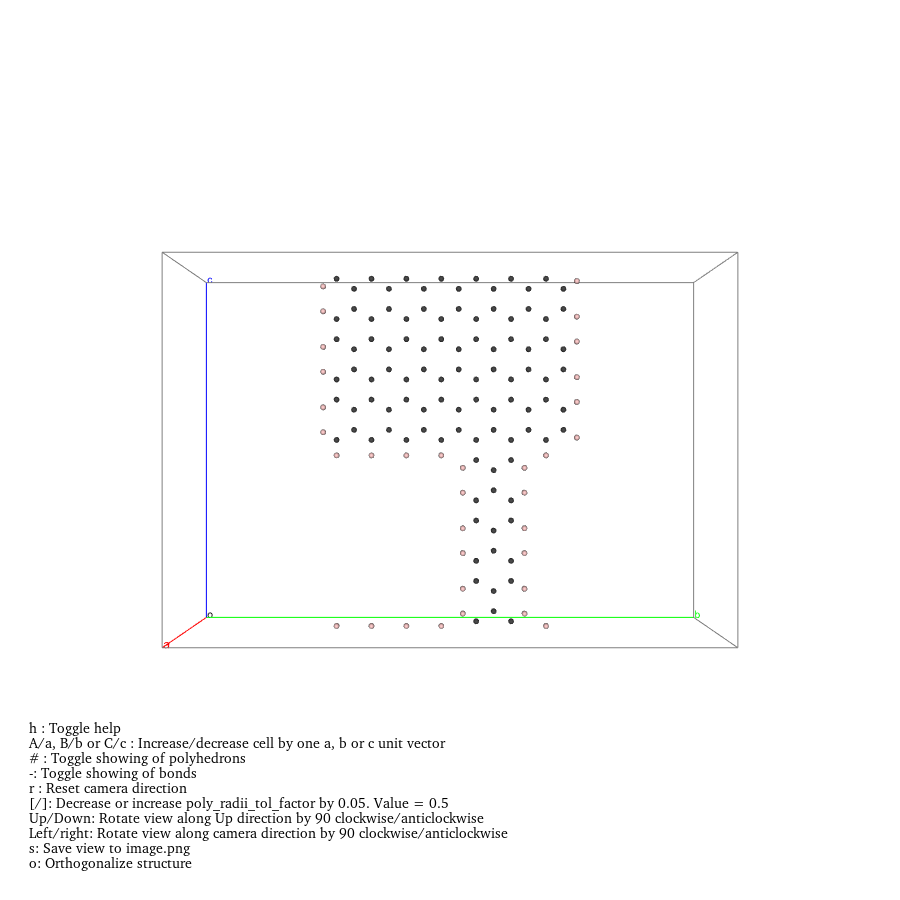 c
o
b
a
h : Toggle help
A/a, B/b or C/c : Increase/decrease cell by one a, b or c unit vector
# : Toggle showing of polyhedrons
-: Toggle showing of bonds
r : Reset camera direction
[/]: Decrease or increase poly_radii_tol_factor by 0.05. Value = 0.5
Up/Down: Rotate view along Up direction by 90 clockwise/anticlockwise
Left/right: Rotate view along camera direction by 90 clockwise/anticlockwise
s: Save view to image.png
o: Orthogonalize structure